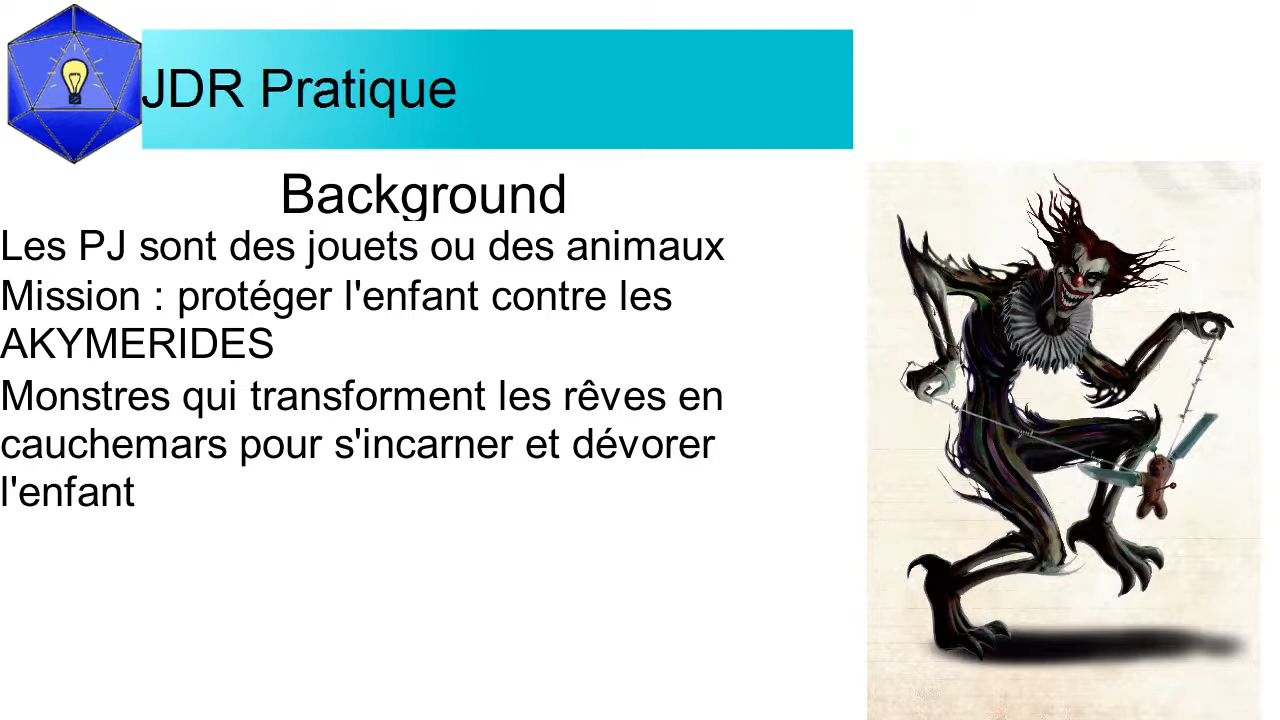 JDR Pratique
Background
Les PJ sont des jouets ou des animaux
Mission : protéger l'enfant contre les
AKYMERIDES
Monstres qui transforment les rêves en
cauchemars pour s'incarner et dévorer
l'enfant